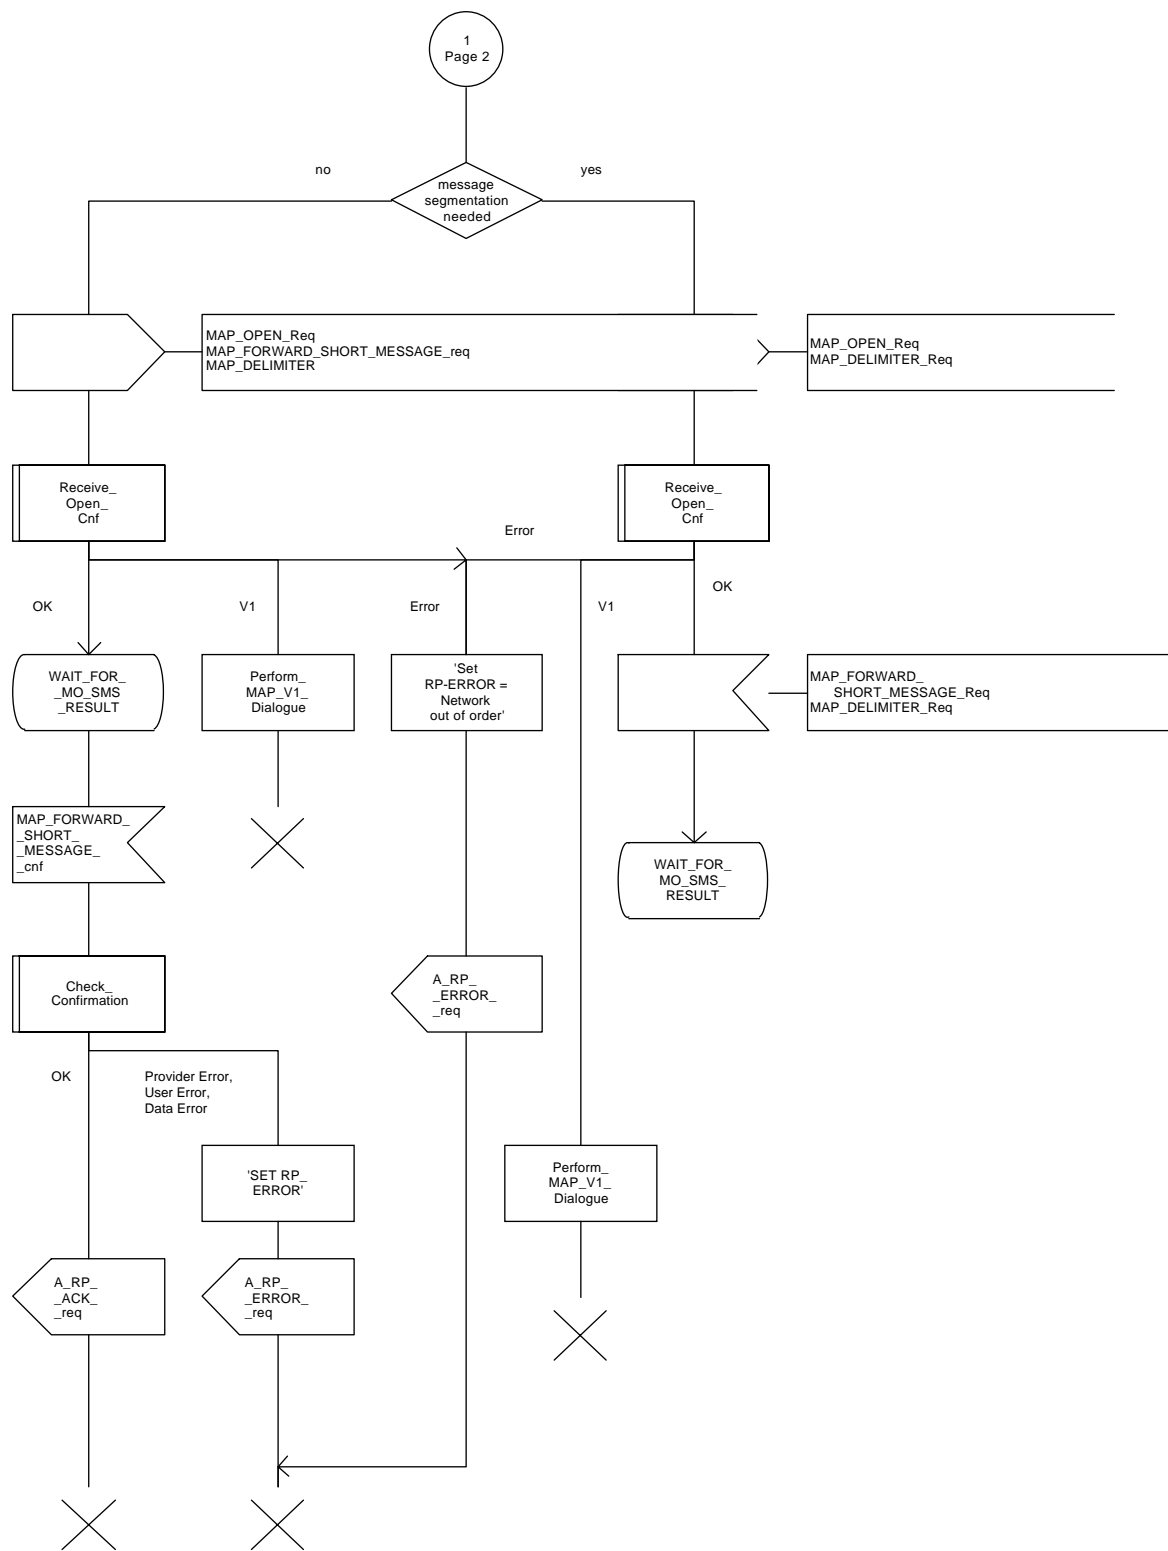 1
Page 2
no
yes
message
segmentation
needed
MAP_OPEN_Req
MAP_FORWARD_SHORT_MESSAGE_req
MAP_DELIMITER
MAP_OPEN_Req
MAP_DELIMITER_Req
Receive_
Open_
Cnf
Receive_
Open_
Cnf
Error
OK
V1
Error
V1
OK
WAIT_FOR_
_MO_SMS
_RESULT
Perform_
MAP_V1_
Dialogue
'Set
RP-ERROR =
Network
out of order'
MAP_FORWARD_
SHORT_MESSAGE_Req
MAP_DELIMITER_Req
MAP_FORWARD_
_SHORT_
_MESSAGE_
_cnf
WAIT_FOR_
MO_SMS_
RESULT
Check_
Confirmation
A_RP_
_ERROR_
_req
OK
Provider Error,
User Error,
Data Error
'SET RP_
ERROR'
Perform_
MAP_V1_
Dialogue
A_RP_
_ACK_
_req
A_RP_
_ERROR_
_req